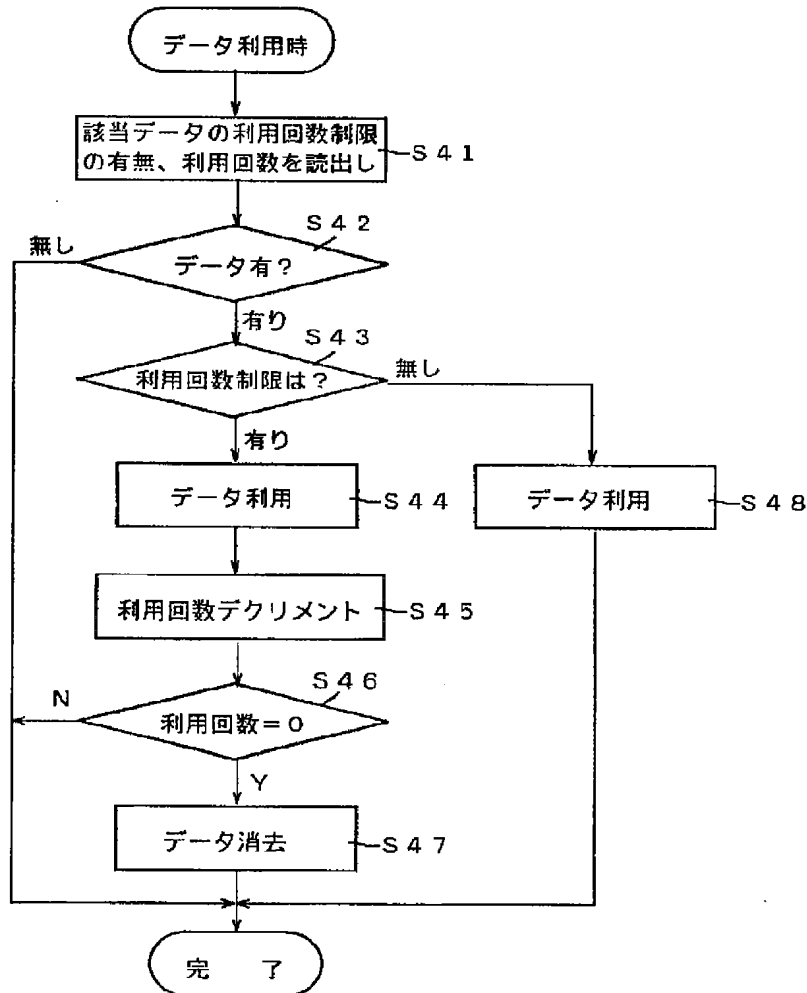 データ利用時
該当データの利用回数制限
の有無、利用回数を読出し
S41
S42
無し
データ有?
有り
S43
利用回数制限は?
無し
有り
データ利用
S44
データ利用
S48
利用回数デクリメント
S45
S46
N
利用回数=0
Y
データ消去
S47
完 了